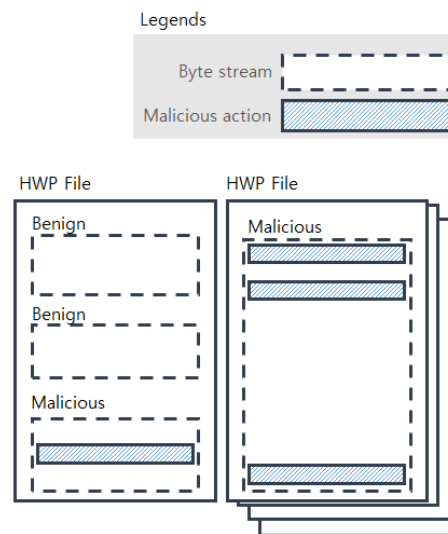 Legends
Byte stream
Malicious action
HWP File
HWP File
Benign
Benign
Malicious
Malicious